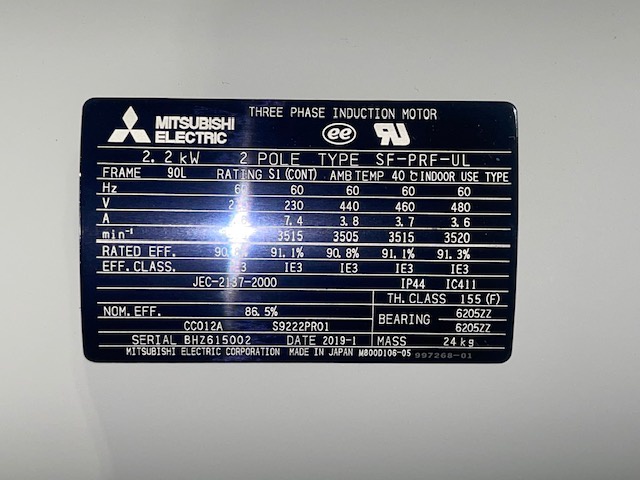 THREE PHASE INDUCTION MOTOR
MITSUBISHI
ELECTRIC
ee RU
2.2 kW 2 POLE TYPE SF-PRF-UL
FRAME 90L RATING S1 (CONT) AMB TEMP 40 ℃ INDOOR USE TYPE
Hz 60 60 60 60
V 230 440 460 480
A 7.4 3.8 3.7 3.6
min⁻¹ 3515 3505 3515 3520
RATED EFF. 91.1% 90.8% 91.1% 91.3%
EFF. CLASS. IE3 IE3 IE3 IE3
JEC-2137-2000 IP44 IC411
TH. CLASS 155 (F)
NOM. EFF. 86.5% BEARING 6205ZZ
CC012A S9222PR01 6205ZZ
SERIAL BHZ615002 DATE 2019-1 MASS 24 kg
MITSUBISHI ELECTRIC CORPORATION MADE IN JAPAN M800D106-05 997268-01